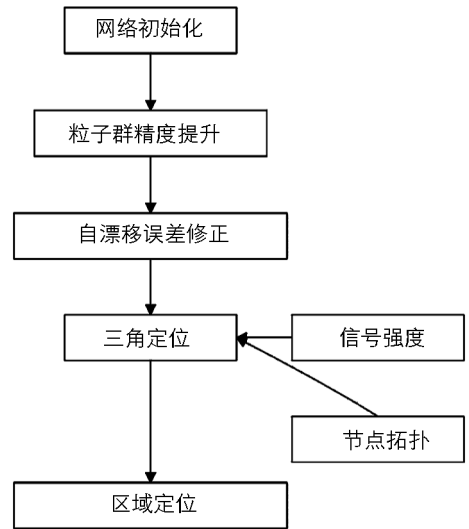 网络初始化
粒子群精度提升
自漂移误差修正
三角定位
信号强度
节点拓扑
区域定位